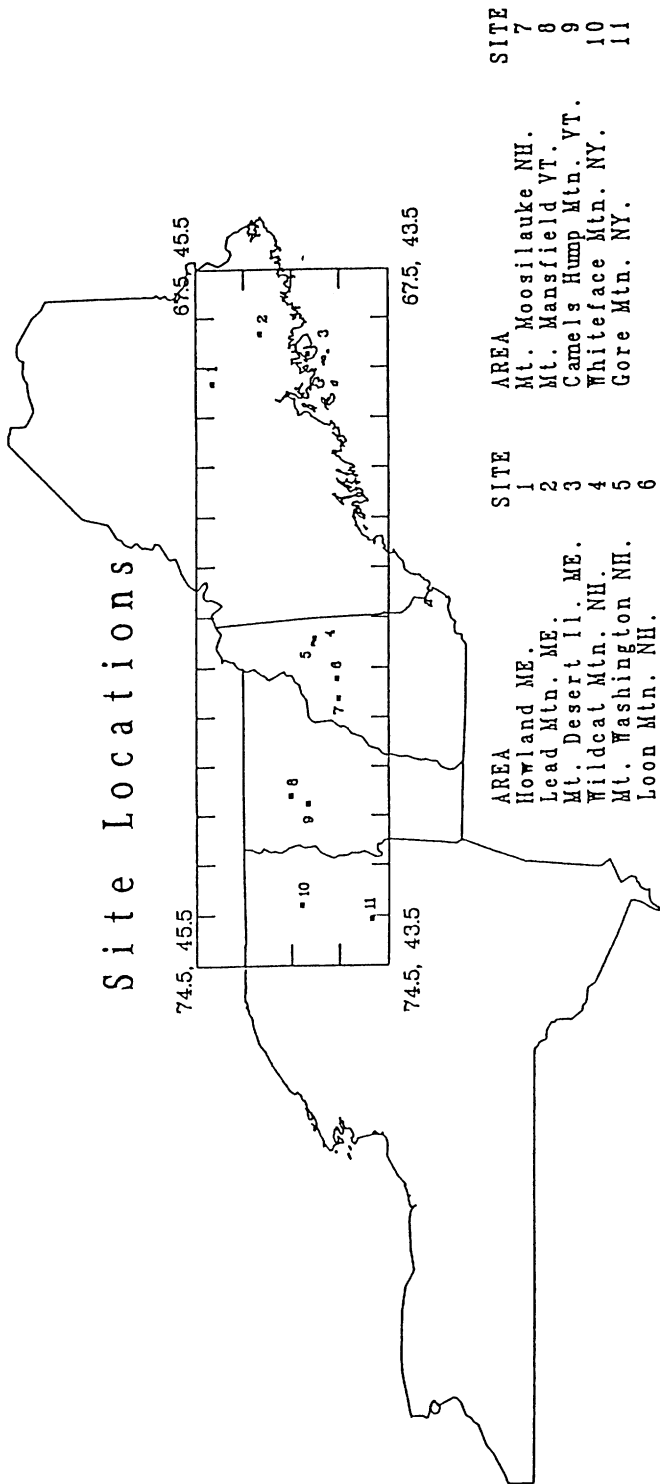 Site Locations
74.5, 45.5
67.5, 45.5
1
2
3
5
4
7
6
8
9
10
11
74.5, 43.5
67.5, 43.5
AREA SITE AREA SITE
Howland ME. 1 Mt. Moosilauke NH. 7
Lead Mtn. ME. 2 Mt. Mansfield VT. 8
Mt. Desert Il. ME. 3 Camels Hump Mtn. VT. 9
Wildcat Mtn. NH. 4 Whiteface Mtn. NY. 10
Mt. Washington NH. 5 Gore Mtn. NY. 11
Loon Mtn. NH. 6